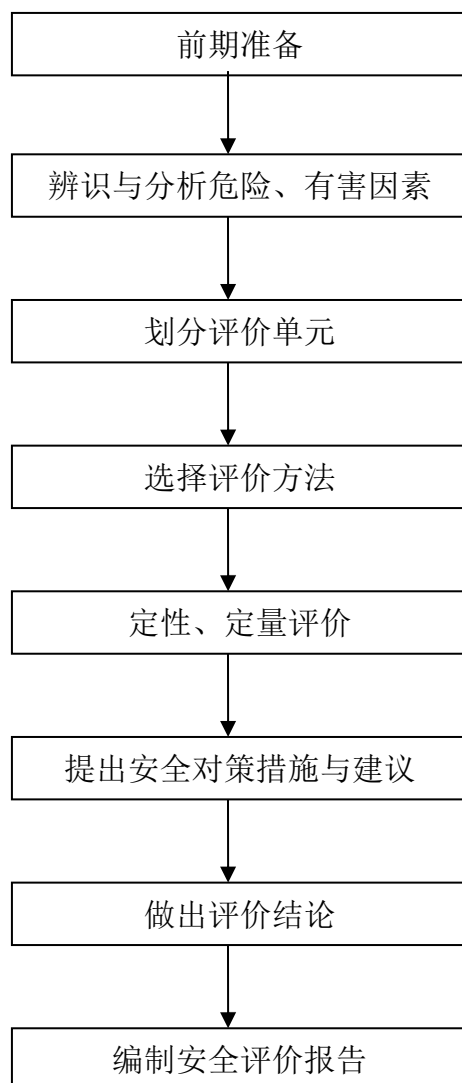 前期准备
辨识与分析危险、有害因素
划分评价单元
选择评价方法
定性、定量评价
提出安全对策措施与建议
做出评价结论
编制安全评价报告